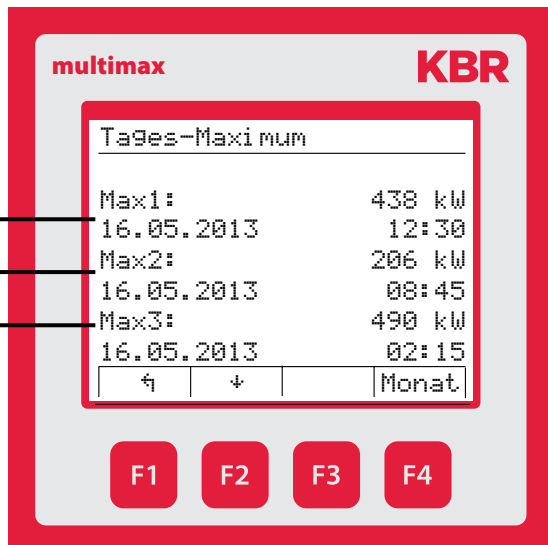 multimax KBR
Tages-Maximum
Max1: 438 kW
16.05.2013 12:30
Max2: 206 kW
16.05.2013 08:45
Max3: 490 kW
16.05.2013 02:15
↰ ↓ Monat
F1 F2 F3 F4